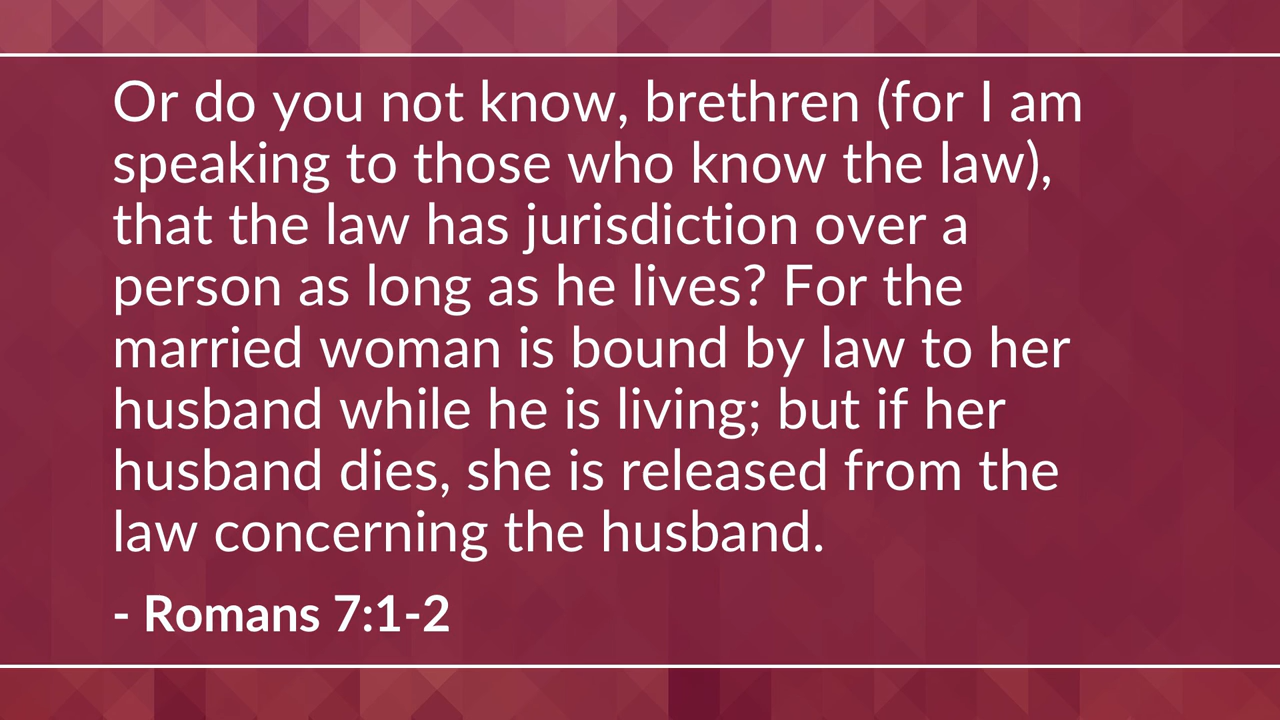 Or do you not know, brethren (for I am
speaking to those who know the law),
that the law has jurisdiction over a
person as long as he lives? For the
married woman is bound by law to her
husband while he is living; but if her
husband dies, she is released from the
law concerning the husband.
- Romans 7:1-2